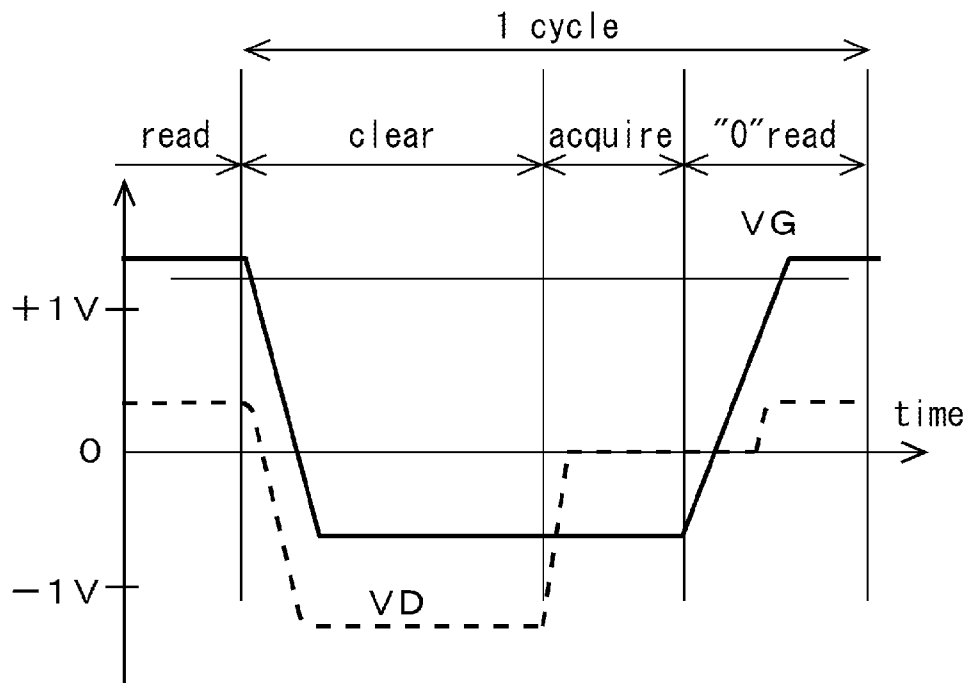 1 cycle
read
clear
acquire
"0"read
VG
+1V
time
0
-1V
VD